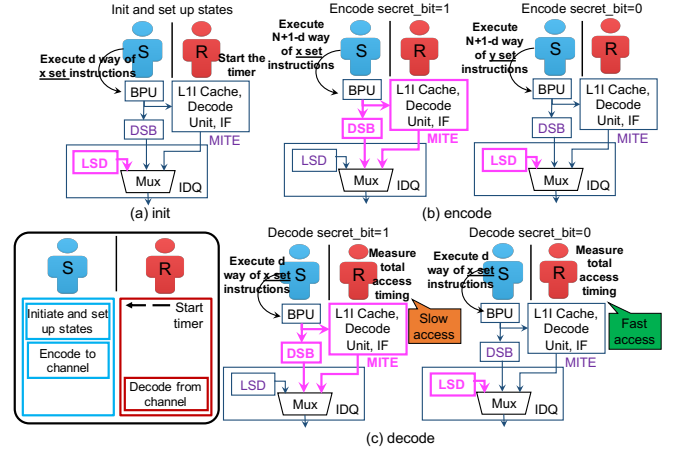 Init and set up states
S
R
Execute d way of
x set instructions
Start the
timer
BPU
L1I Cache,
Decode
Unit, IF
DSB
MITE
LSD
Mux
IDQ
(a) init
Encode secret_bit=1
Execute
N+1-d way
of x set
instructions
S
R
BPU
L1I Cache,
Decode
Unit, IF
DSB
MITE
LSD
Mux
IDQ
Encode secret_bit=0
Execute
N+1-d way
of y set
instructions
S
R
BPU
L1I Cache,
Decode
Unit, IF
DSB
MITE
LSD
Mux
IDQ
(b) encode
S
R
Initiate and set
up states
Encode to
channel
Start
timer
Decode from
channel
Decode secret_bit=1
Execute d
way of x set
instructions
S
R
Measure
total
access
timing
BPU
L1I Cache,
Decode
Unit, IF
Slow
access
DSB
MITE
LSD
Mux
IDQ
Decode secret_bit=0
Execute d
way of x set
instructions
S
R
Measure
total
access
timing
BPU
L1I Cache,
Decode
Unit, IF
Fast
access
DSB
MITE
LSD
Mux
IDQ
(c) decode